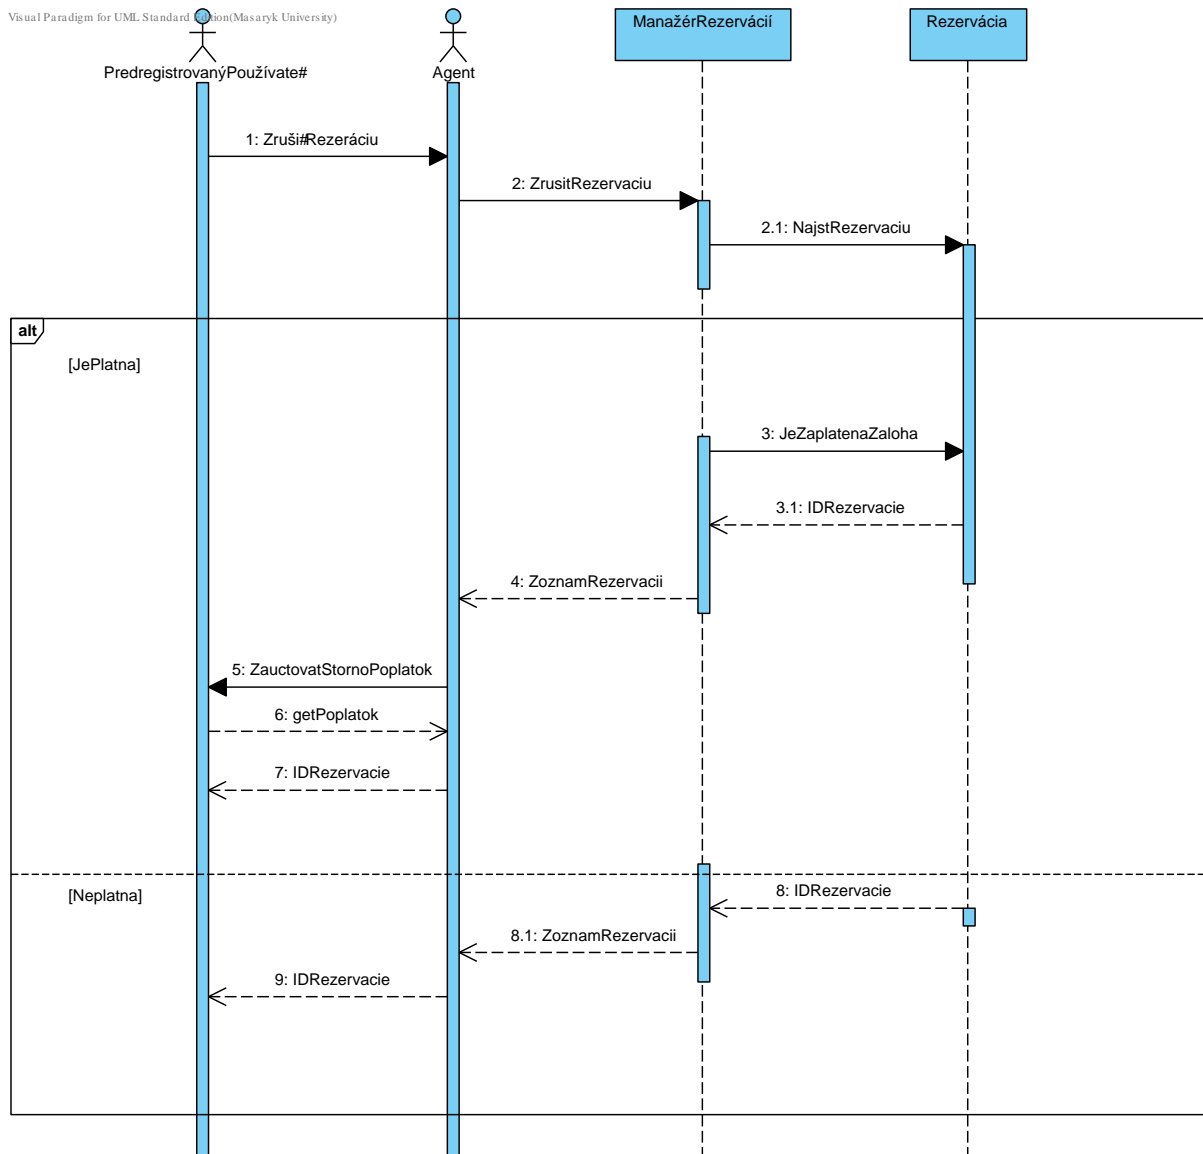 Visual Paradigm for UML Standard Edition(Masaryk University)
ManažérRezervácií
Rezervácia
PredregistrovanýPoužívate#
Agent
1: Zruši#Rezeráciu
2: ZrusitRezervaciu
2.1: NajstRezervaciu
alt
[JePlatna]
3: JeZaplatenaZaloha
3.1: IDRezervacie
4: ZoznamRezervacii
5: ZauctovatStornoPoplatok
6: getPoplatok
7: IDRezervacie
[Neplatna]
8: IDRezervacie
8.1: ZoznamRezervacii
9: IDRezervacie